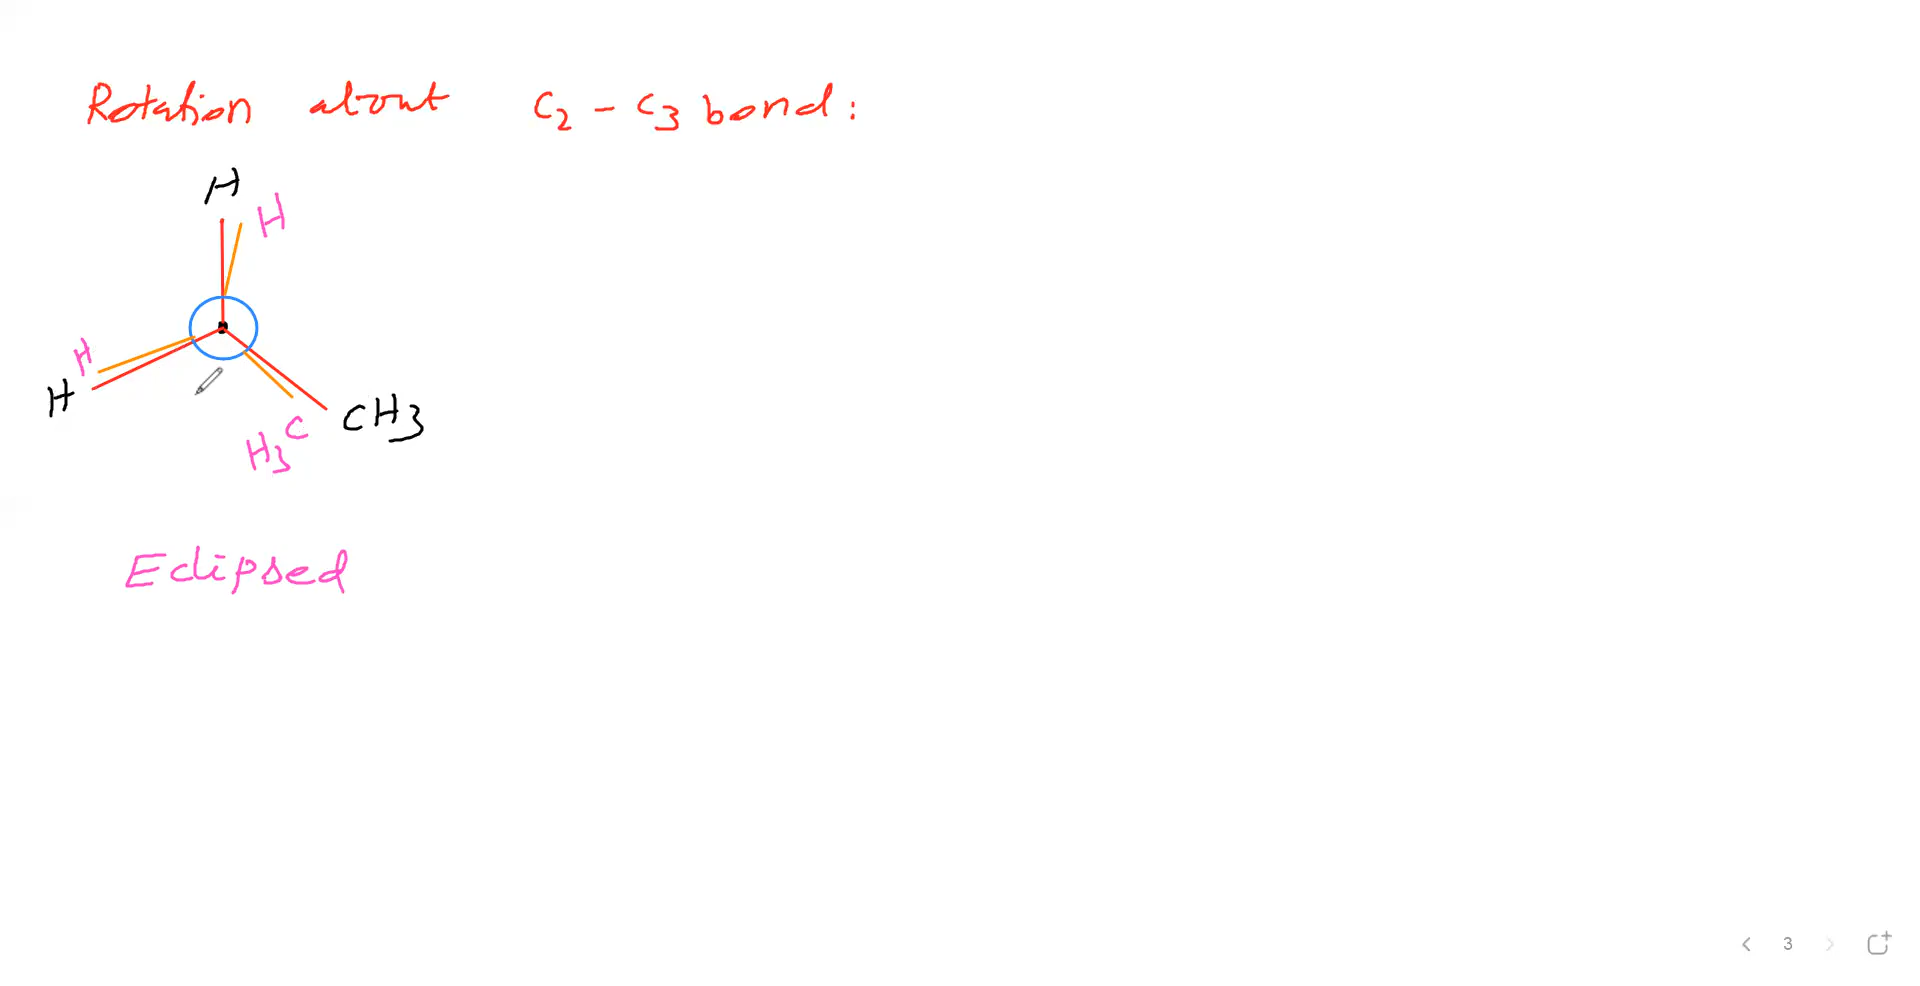 Rotation about C2 - C3 bond:
H
H
H
H
CH3
H3C
Eclipsed
3